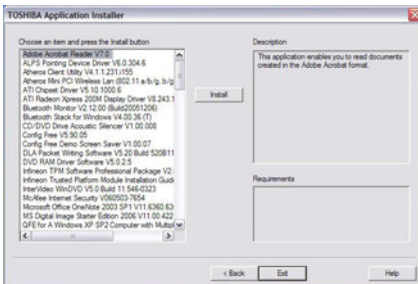 TOSHIBA Application Installer
Choose an item and press the Install button
Adobe Acrobat Reader V7.0
ALPS Pointing Device Driver V6.0.304.6
Atheros Client Utility V4.1.1.231/155
Atheros Mini PCI Wireless Lan (802.11 a/b/g, b/g)
ATI Chipset Driver V5.10.1000.6
ATI Radeon Xpress 200M Display Driver V8.243.1
Bluetooth Monitor V2.12.00 (Build20051206)
Bluetooth Stack for Windows V4.00.36 (T)
CD/DVD Drive Acoustic Silencer V1.00.008
Config Free V5.90.05
Config Free Demo Screen Saver V1.00.07
DLA Packet Writing Software V5.20 Build 520B11
DVD RAM Driver Software V5.0.2.5
Infineon TPM Software Professional Package V2.
Infineon Trusted Platform Module Installation Guide
InterVideo WinDVD V5.0 Build 11.546-0323
McAfee Internet Security V060503-7654
Microsoft Office OneNote 2003 SP1 V11.6360.63
MS Digital Image Starter Edition 2006 V11.00.422
QFE for A Windows XP SP2 Computer with Multipl
Install
Description
This application enables you to read documents
created in the Adobe Acrobat format.
Requirements
< Back
Exit
Help